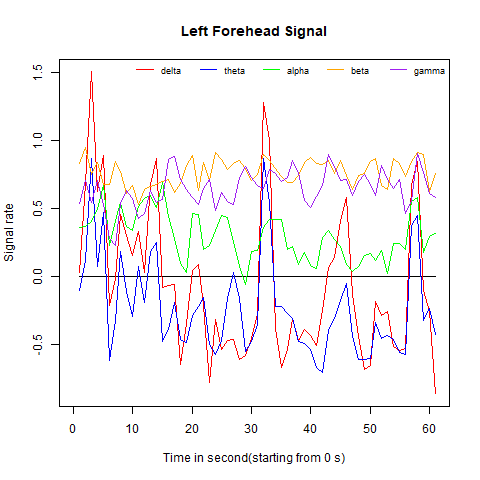 Left Forehead Signal
delta theta alpha beta gamma
Signal rate
1.5
1.0
0.5
0.0
-0.5
0 10 20 30 40 50 60
Time in second(starting from 0 s)